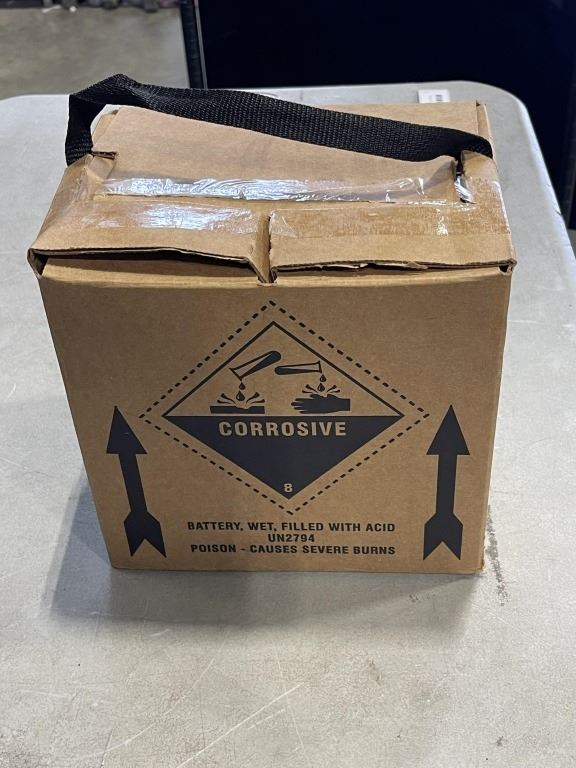 CORROSIVE
8
BATTERY, WET, FILLED WITH ACID
UN2794
POISON - CAUSES SEVERE BURNS